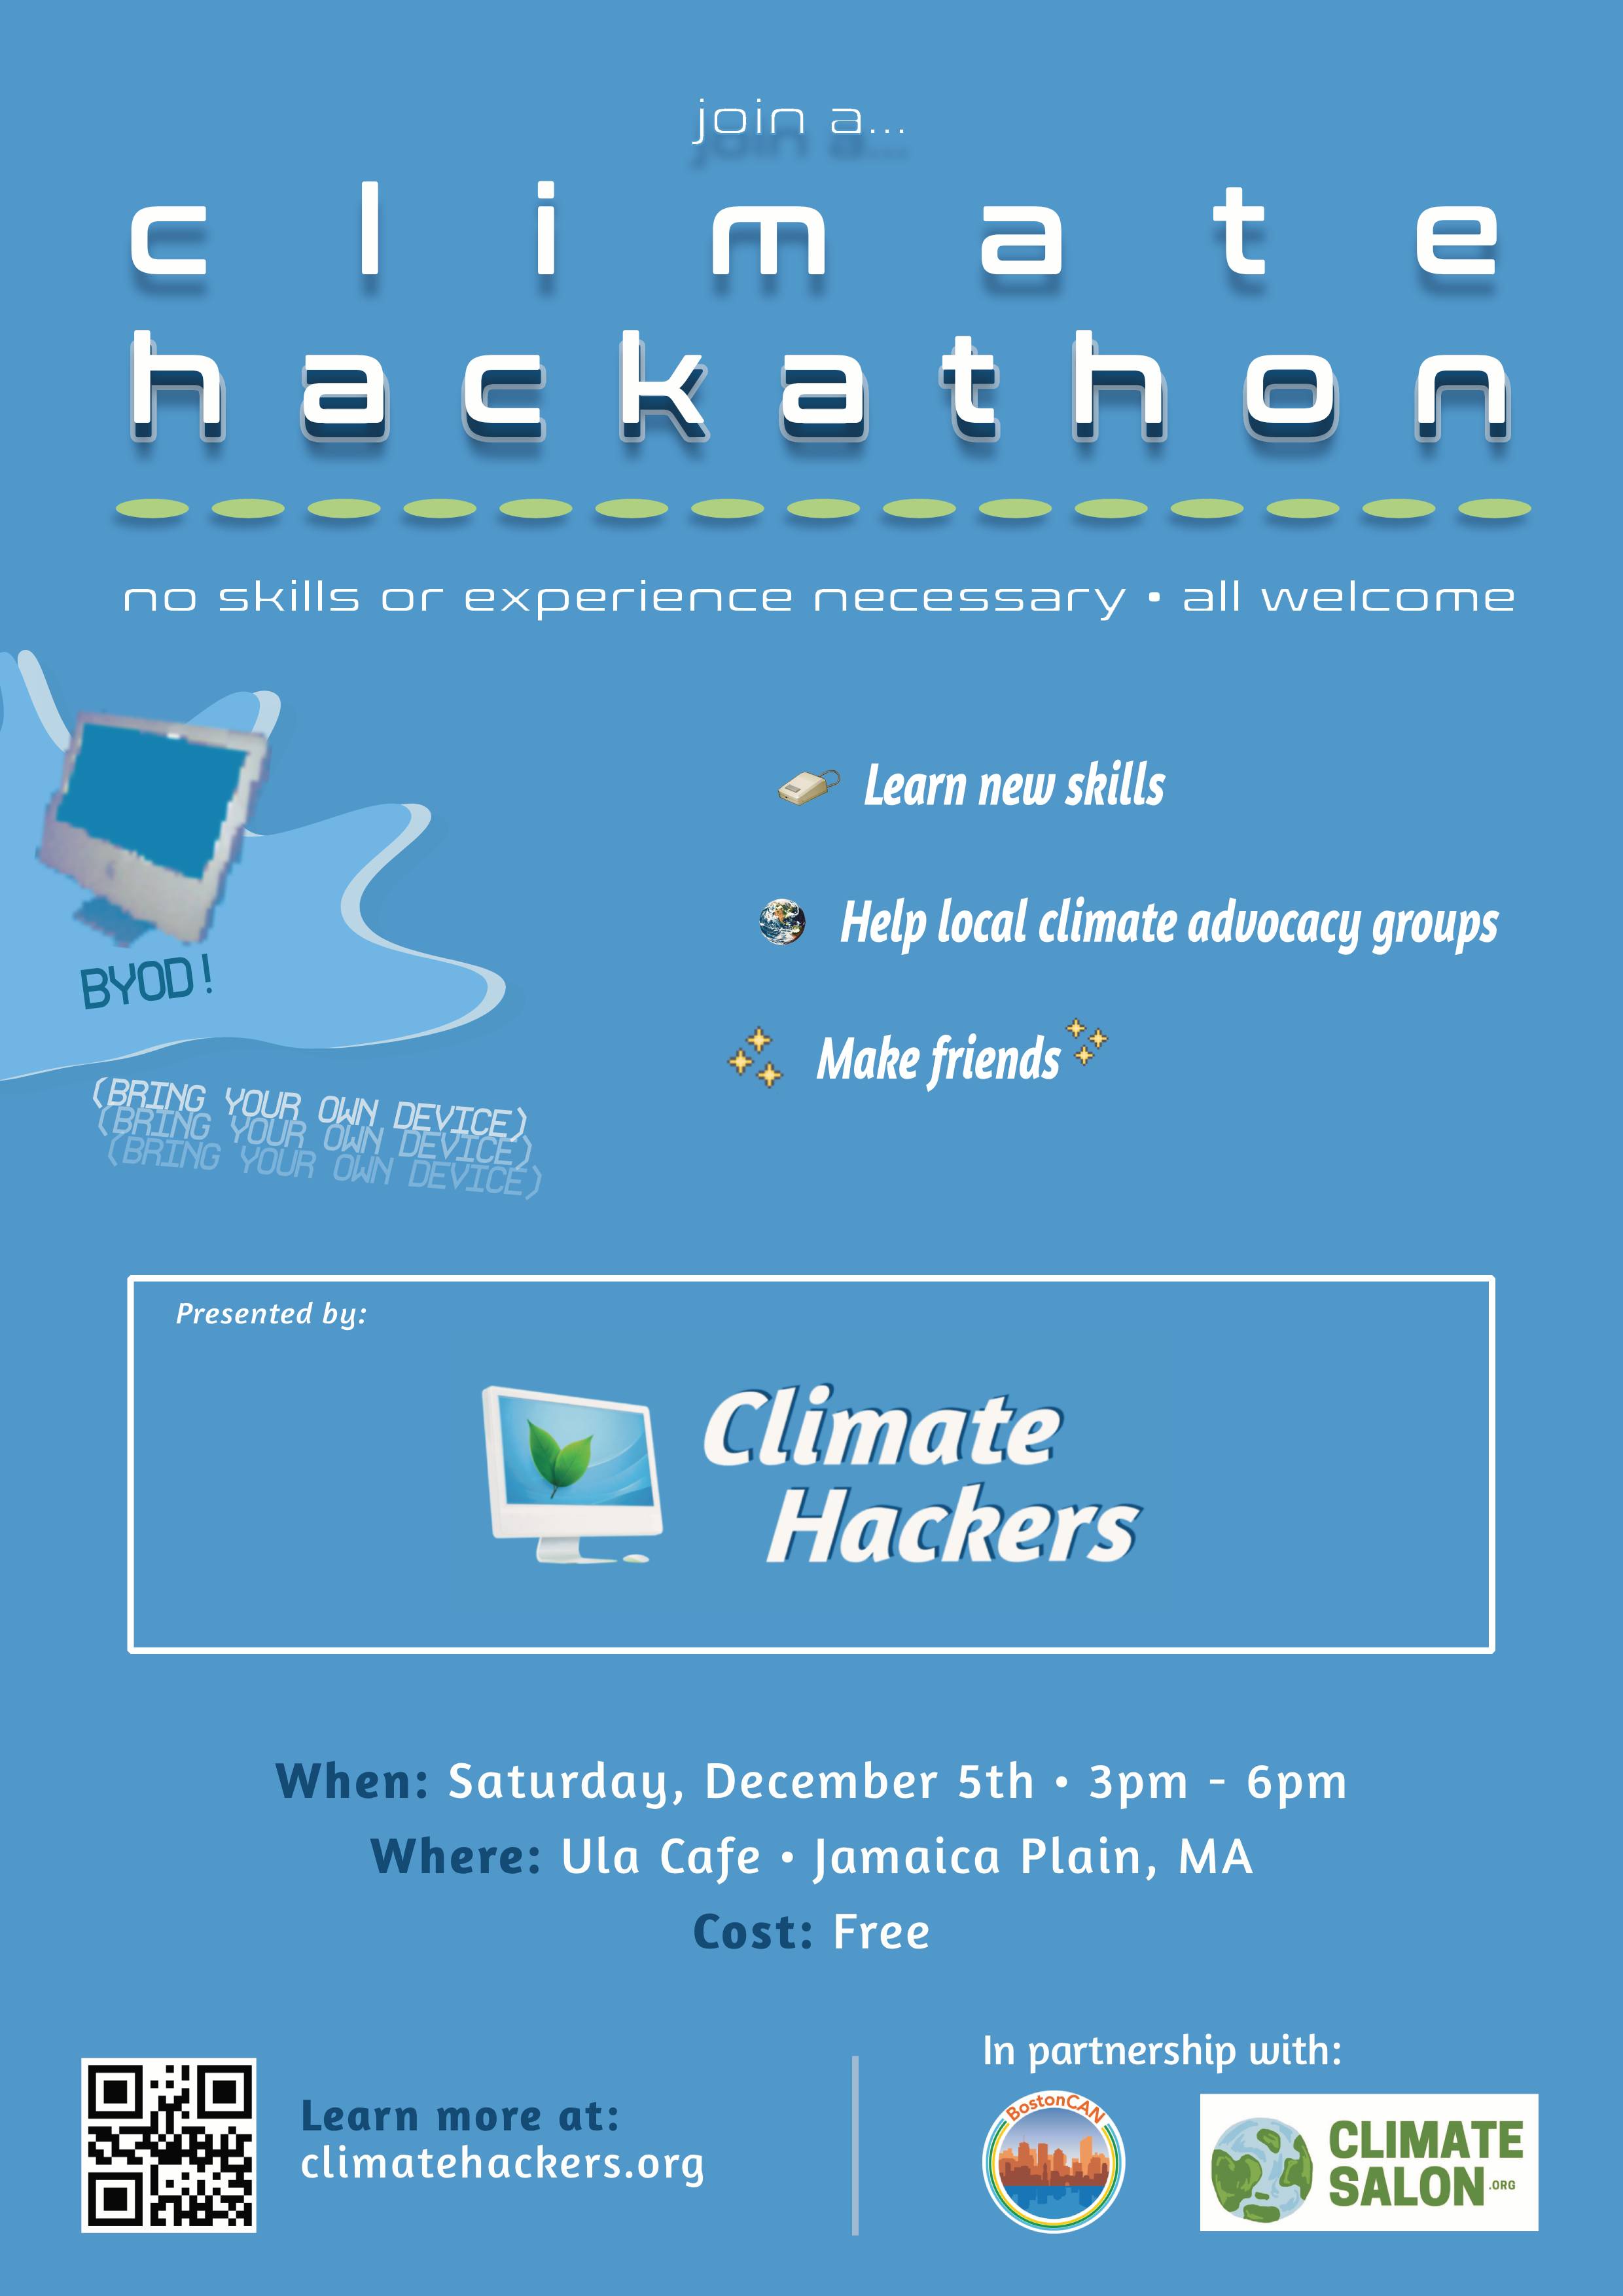 join a...
climate
hackathon
no skills or experience necessary • all welcome
Learn new skills
Help local climate advocacy groups
Make friends
BYOD!
(BRING YOUR OWN DEVICE)
(BRING YOUR OWN DEVICE)
(BRING YOUR OWN DEVICE)
Presented by:
Climate
Hackers
When: Saturday, December 5th • 3pm - 6pm
Where: Ula Cafe • Jamaica Plain, MA
Cost: Free
Learn more at:
climatehackers.org
In partnership with:
BostonCAN
CLIMATE
SALON.ORG